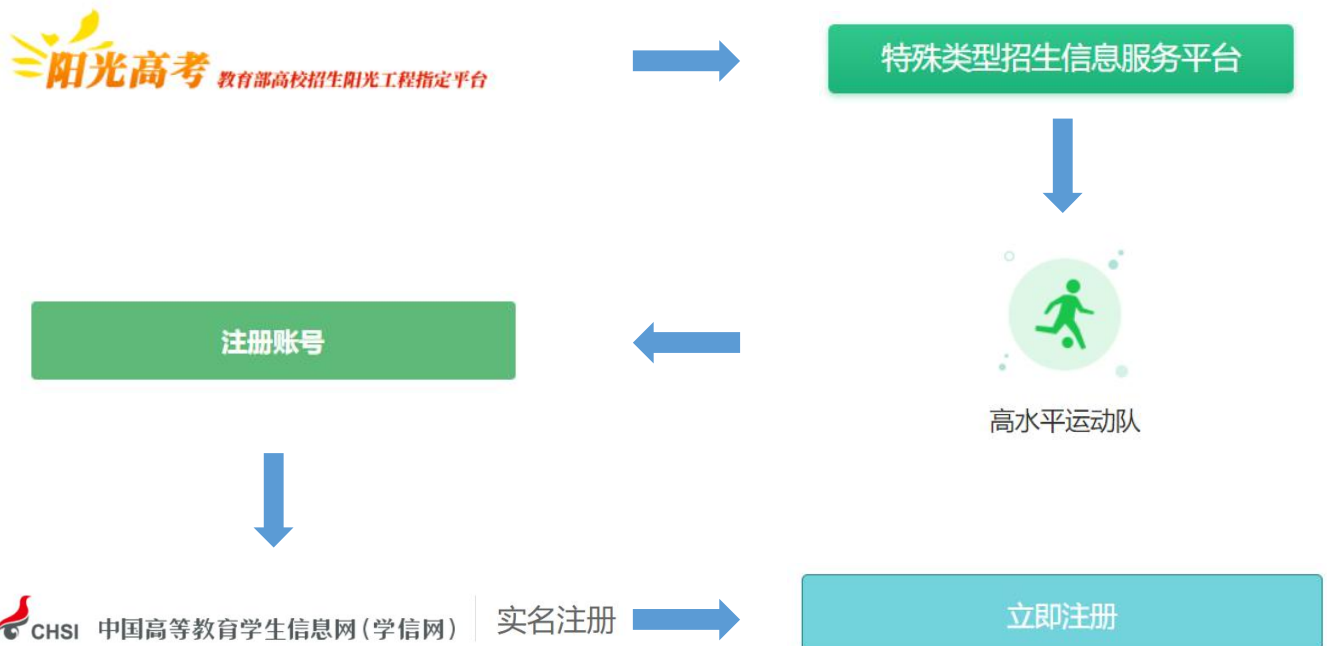 阳光高考 教育部高校招生阳光工程指定平台
特殊类型招生信息服务平台
高水平运动队
注册账号
CHSI 中国高等教育学生信息网(学信网) 实名注册
立即注册